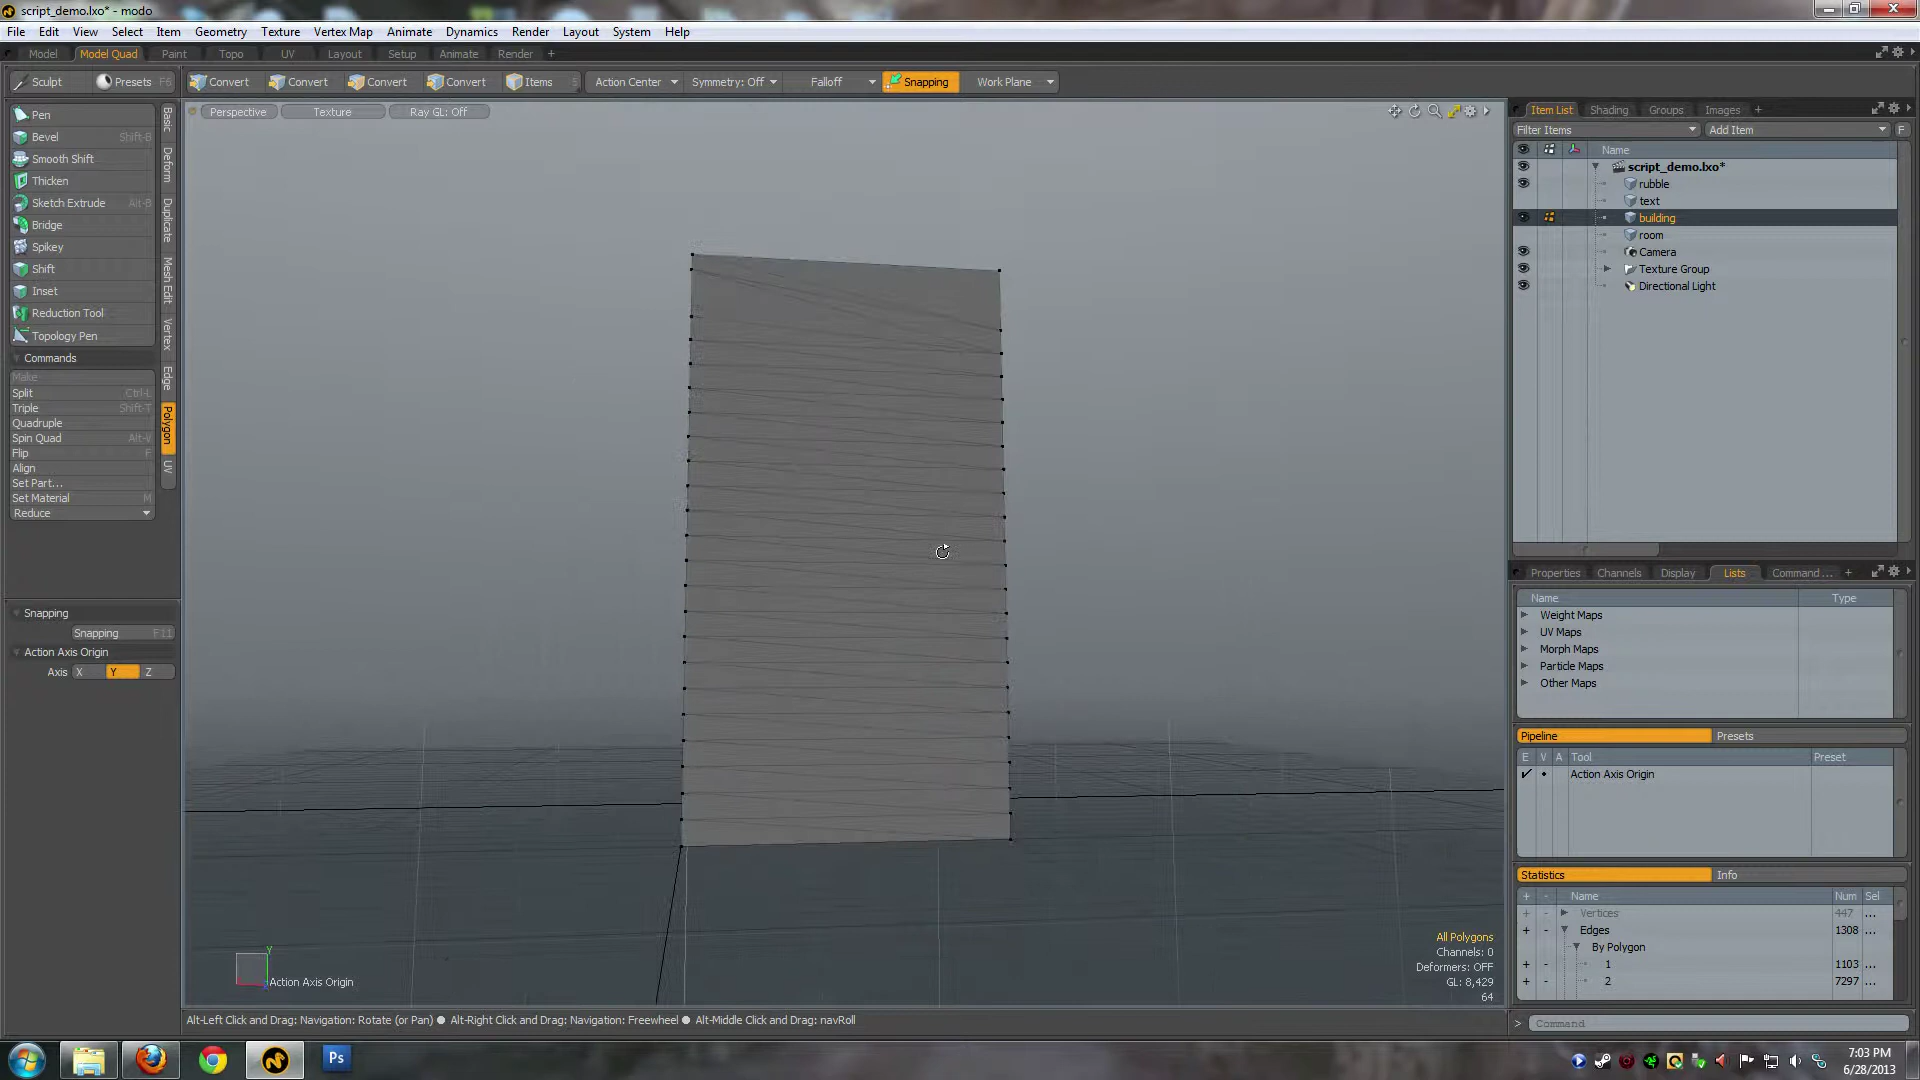 script_demo.lxo* - modo
File Edit View Select Item Geometry Texture Vertex Map Animate Dynamics Render Layout System Help
Model Model Quad Paint Topo UV Layout Setup Animate Render +
Sculpt Presets F6 Convert Convert Convert Convert Items Action Center Symmetry: Off Falloff Snapping Work Plane
Pen
Bevel Shift-B
Smooth Shift
Thicken
Sketch Extrude Alt-B
Bridge
Spikey
Shift
Inset
Reduction Tool
Topology Pen
Commands
Make
Split Ctrl-L
Triple Shift-T
Quadruple
Spin Quad Alt-V
Flip F
Align
Set Part...
Set Material M
Reduce
Basic
Deform
Duplicate
Mesh Edit
Vertex
Edge
Polygon
UV
Snapping
Snapping F11
Action Axis Origin
Axis X Y Z
Perspective Texture Ray GL: Off
Y
Action Axis Origin
All Polygons
Channels: 0
Deformers: OFF
GL: 8,429
64
Alt-Left Click and Drag: Navigation: Rotate (or Pan) ● Alt-Right Click and Drag: Navigation: Freewheel ● Alt-Middle Click and Drag: navRoll
Item List Shading Groups Images +
Filter Items Add Item F
Name
script_demo.lxo*
rubble
text
building
room
Camera
Texture Group
Directional Light
Properties Channels Display Lists Command ... +
Name Type
Weight Maps
UV Maps
Morph Maps
Particle Maps
Other Maps
Pipeline Presets
E V A Tool Preset
Action Axis Origin
Statistics Info
+ - Name Num Sel
+ - Vertices 447 ...
+ - Edges 1308 ...
By Polygon
+ - 1 1103 ...
+ - 2 7297 ...
> Command
Ps
7:03 PM
6/28/2013